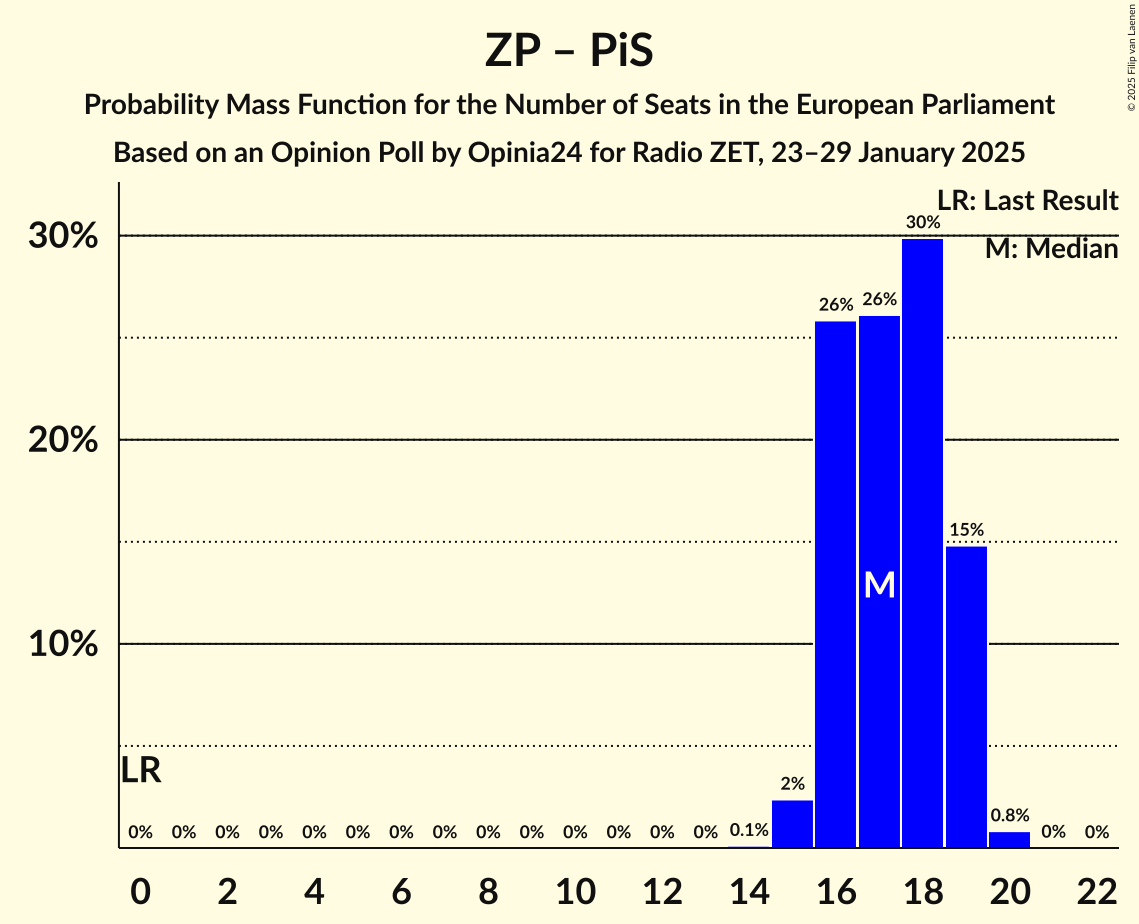 ZP – PiS
Probability Mass Function for the Number of Seats in the European Parliament
Based on an Opinion Poll by Opinia24 for Radio ZET, 23–29 January 2025
© 2025 Filip van Laenen
LR: Last Result
M: Median
30%
20%
10%
30%
26%
26%
15%
M
LR
2%
0.8%
0% 0% 0% 0% 0% 0% 0% 0% 0% 0% 0% 0% 0% 0% 0.1% 0% 0%
0 2 4 6 8 10 12 14 16 18 20 22